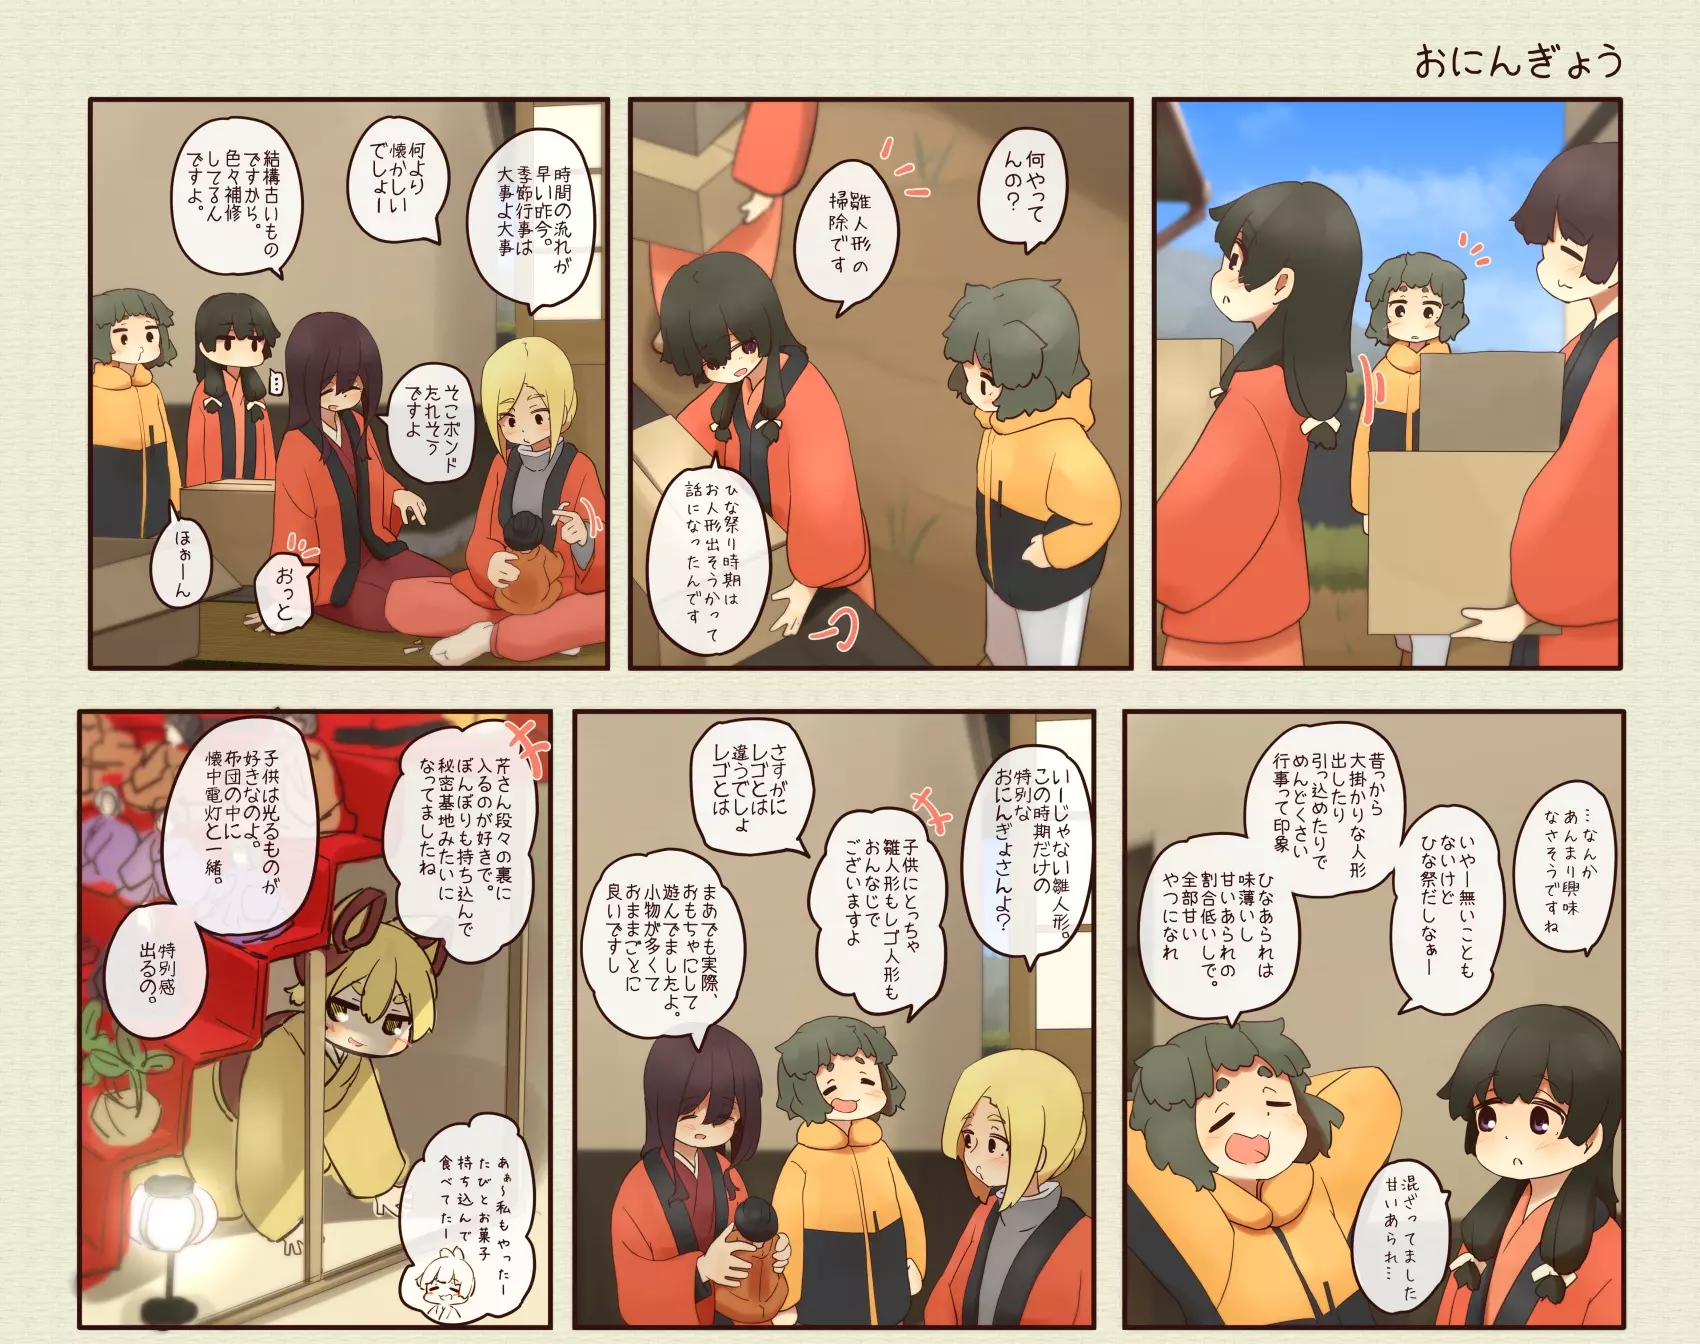 おにんぎょう
何やって
んの？
雛人形の
掃除です
ひな祭り時期は
お人形出そうかって
話になったんです
時間の流れが
早い昨今。
季節行事は
大事よ大事
何より
懐かしい
でしょー
結構古いもの
ですから。
色々補修
してるん
ですよ。
そこボンド
たれそう
ですよ
…
おっと
ほぉーん
…なんか
あんまり興味
なさそうですね
いやー無いことも
ないけど
ひな祭だしなぁー
昔っから
大掛かりな人形
出したり
引っ込めたりで
めんどくさい
行事って印象
ひなあられは
味薄いし
甘いあられの
割合低いしで。
全部甘い
やつになれ
混ざってました
甘いあられ…
いーじゃない雛人形。
この時期だけの
特別な
おにんぎょさんよ？
子供にとっちゃ
雛人形もレゴ人形も
おんなじで
ございますよ
さすがに
レゴとは
違うでしょ
レゴとは
まあでも実際、
おもちゃにして
遊んでましたよ。
小物が多くて
おままごとに
良いですし
芹さん段々の裏に
入るのが好きで。
ぼんぼりも持ち込んで
秘密基地みたいに
なってましたね
子供は光るものが
好きなのよ。
布団の中に
懐中電灯と一緒。
特別感
出るの。
あぁ～私もやったー
たびとお菓子
持ち込んで
食べてたー